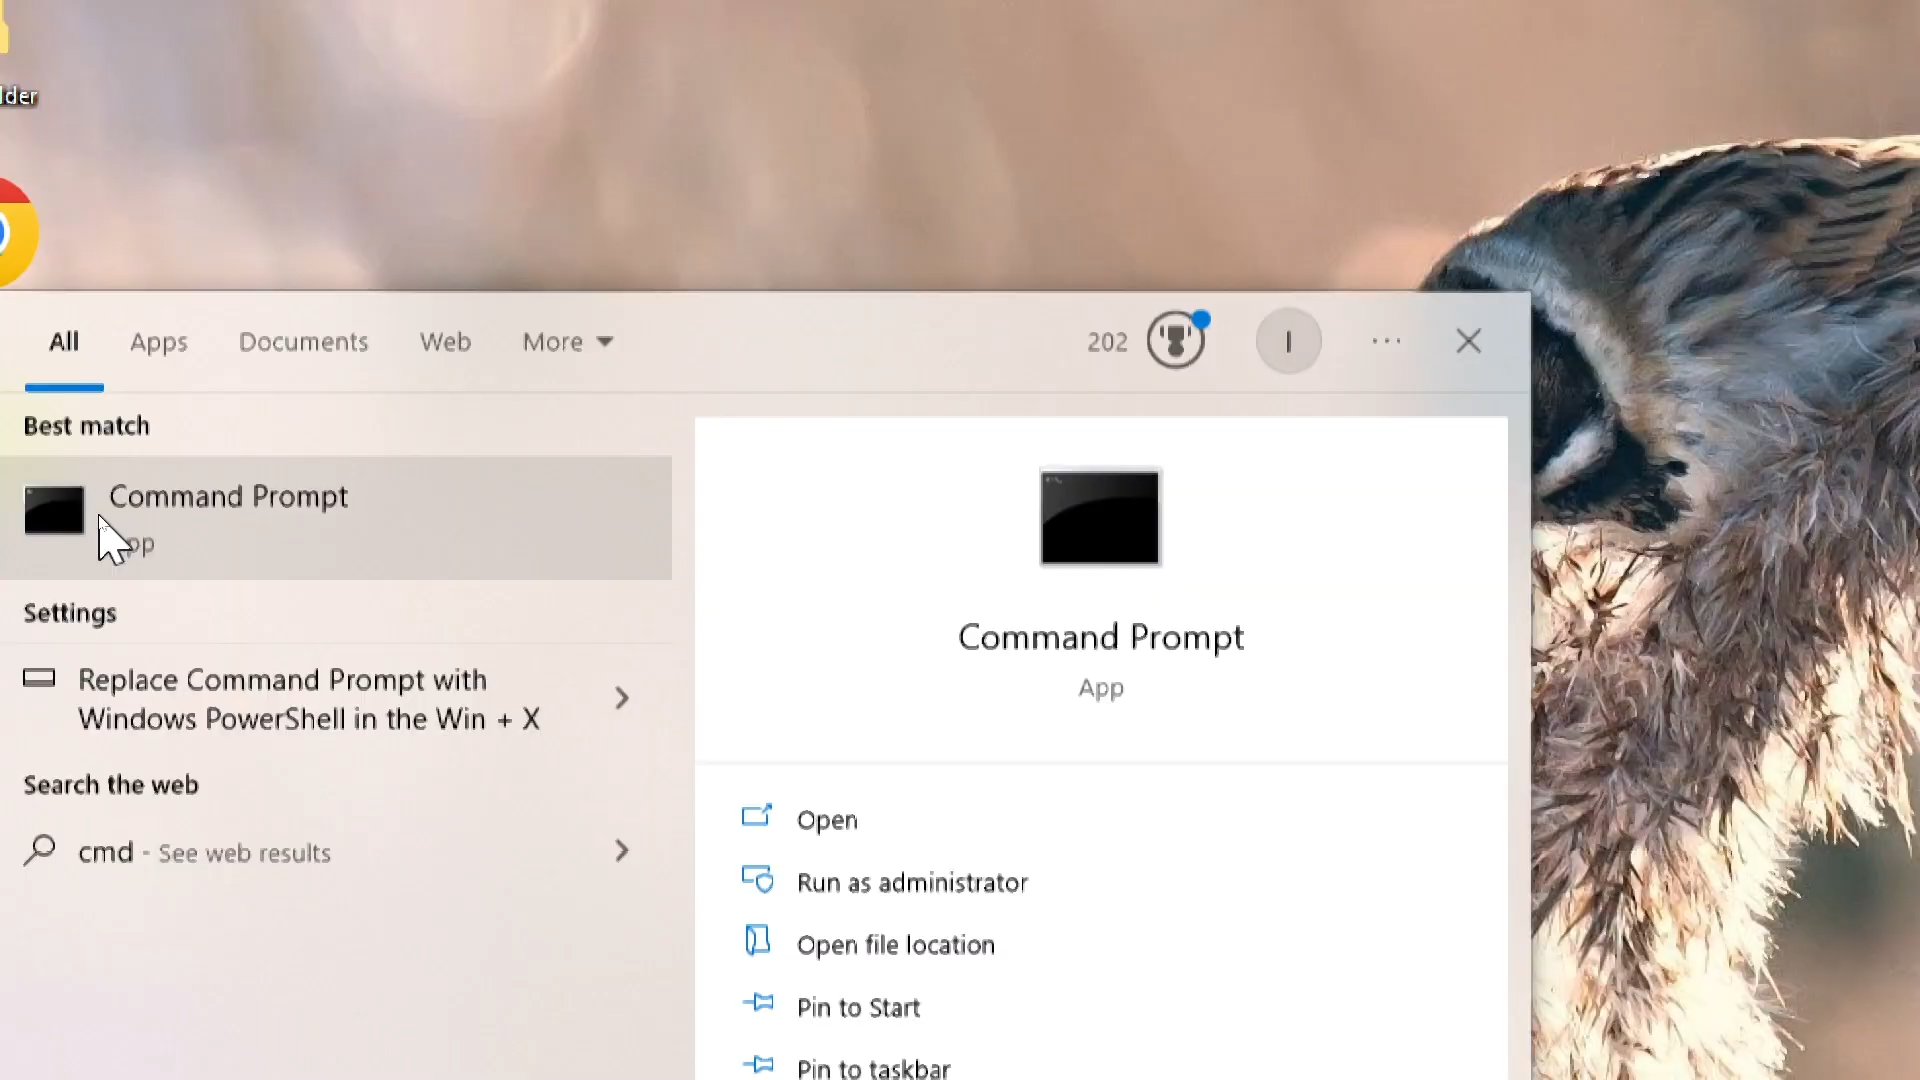 lder
All Apps Documents Web More 202 I
Best match
Command Prompt
Settings
Replace Command Prompt with
Windows PowerShell in the Win + X
Search the web
cmd - See web results
Command Prompt
App
Open
Run as administrator
Open file location
Pin to Start
Pin to taskbar